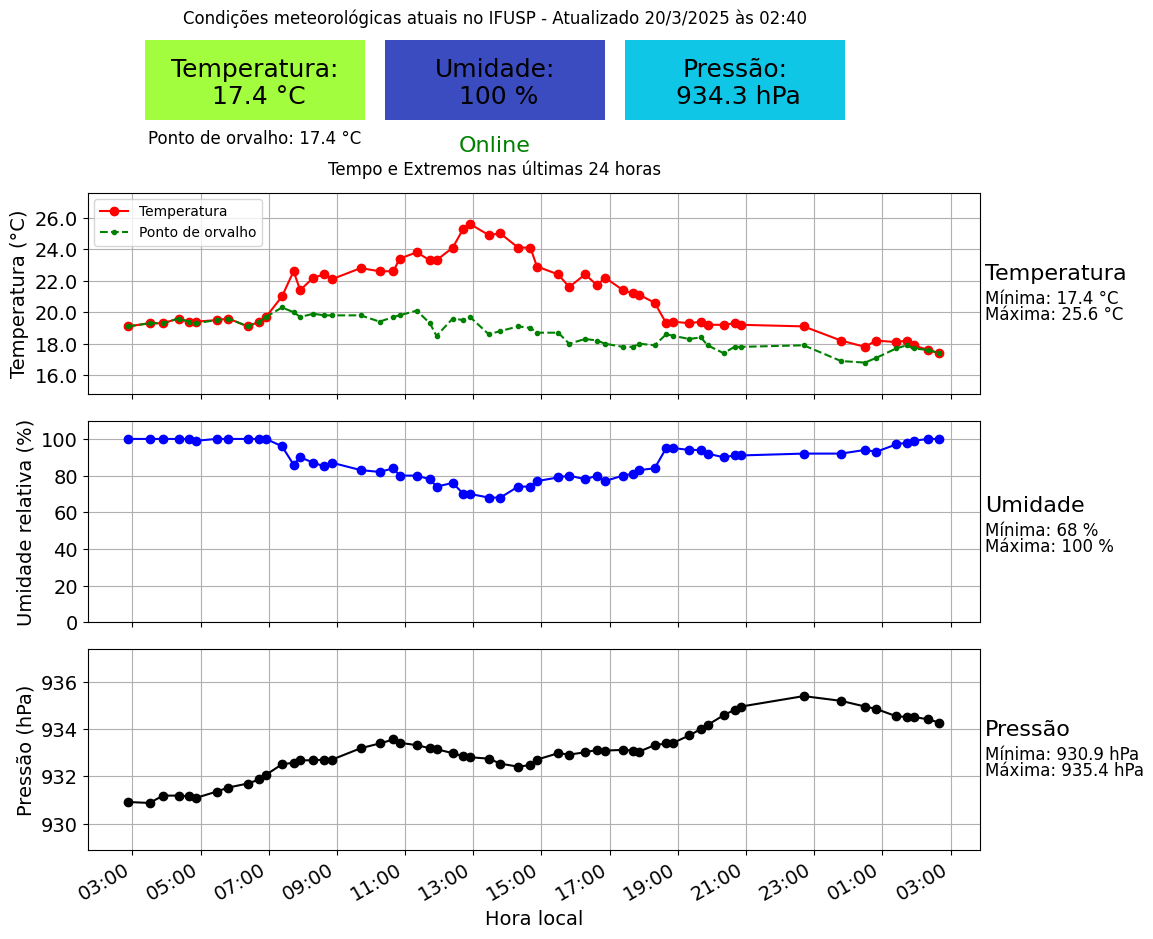 Condições meteorológicas atuais no IFUSP - Atualizado 20/3/2025 às 02:40
Temperatura:
17.4 °C
Umidade:
100 %
Pressão:
934.3 hPa
Ponto de orvalho: 17.4 °C
Online
Tempo e Extremos nas últimas 24 horas
Temperatura (°C)
26.0
24.0
22.0
20.0
18.0
16.0
Temperatura
Ponto de orvalho
Temperatura
Mínima: 17.4 °C
Máxima: 25.6 °C
Umidade relativa (%)
100
80
60
40
20
0
Umidade
Mínima: 68 %
Máxima: 100 %
Pressão (hPa)
936
934
932
930
Pressão
Mínima: 930.9 hPa
Máxima: 935.4 hPa
03:00
05:00
07:00
09:00
11:00
13:00
15:00
17:00
19:00
21:00
23:00
01:00
03:00
Hora local